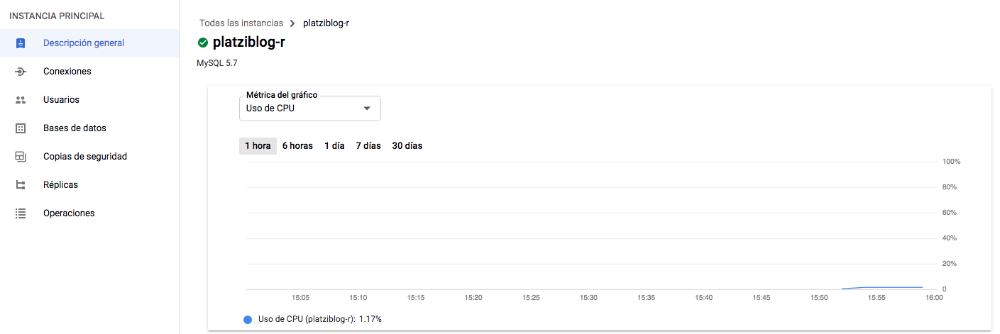 INSTANCIA PRINCIPAL
Descripción general
Conexiones
Usuarios
Bases de datos
Copias de seguridad
Réplicas
Operaciones
Todas las instancias > platziblog-r
platziblog-r
MySQL 5.7
Métrica del gráfico
Uso de CPU
1 hora 6 horas 1 día 7 días 30 días
100%
80%
60%
40%
20%
0
15:05 15:10 15:15 15:20 15:25 15:30 15:35 15:40 15:45 15:50 15:55 16:00
Uso de CPU (platziblog-r): 1.17%